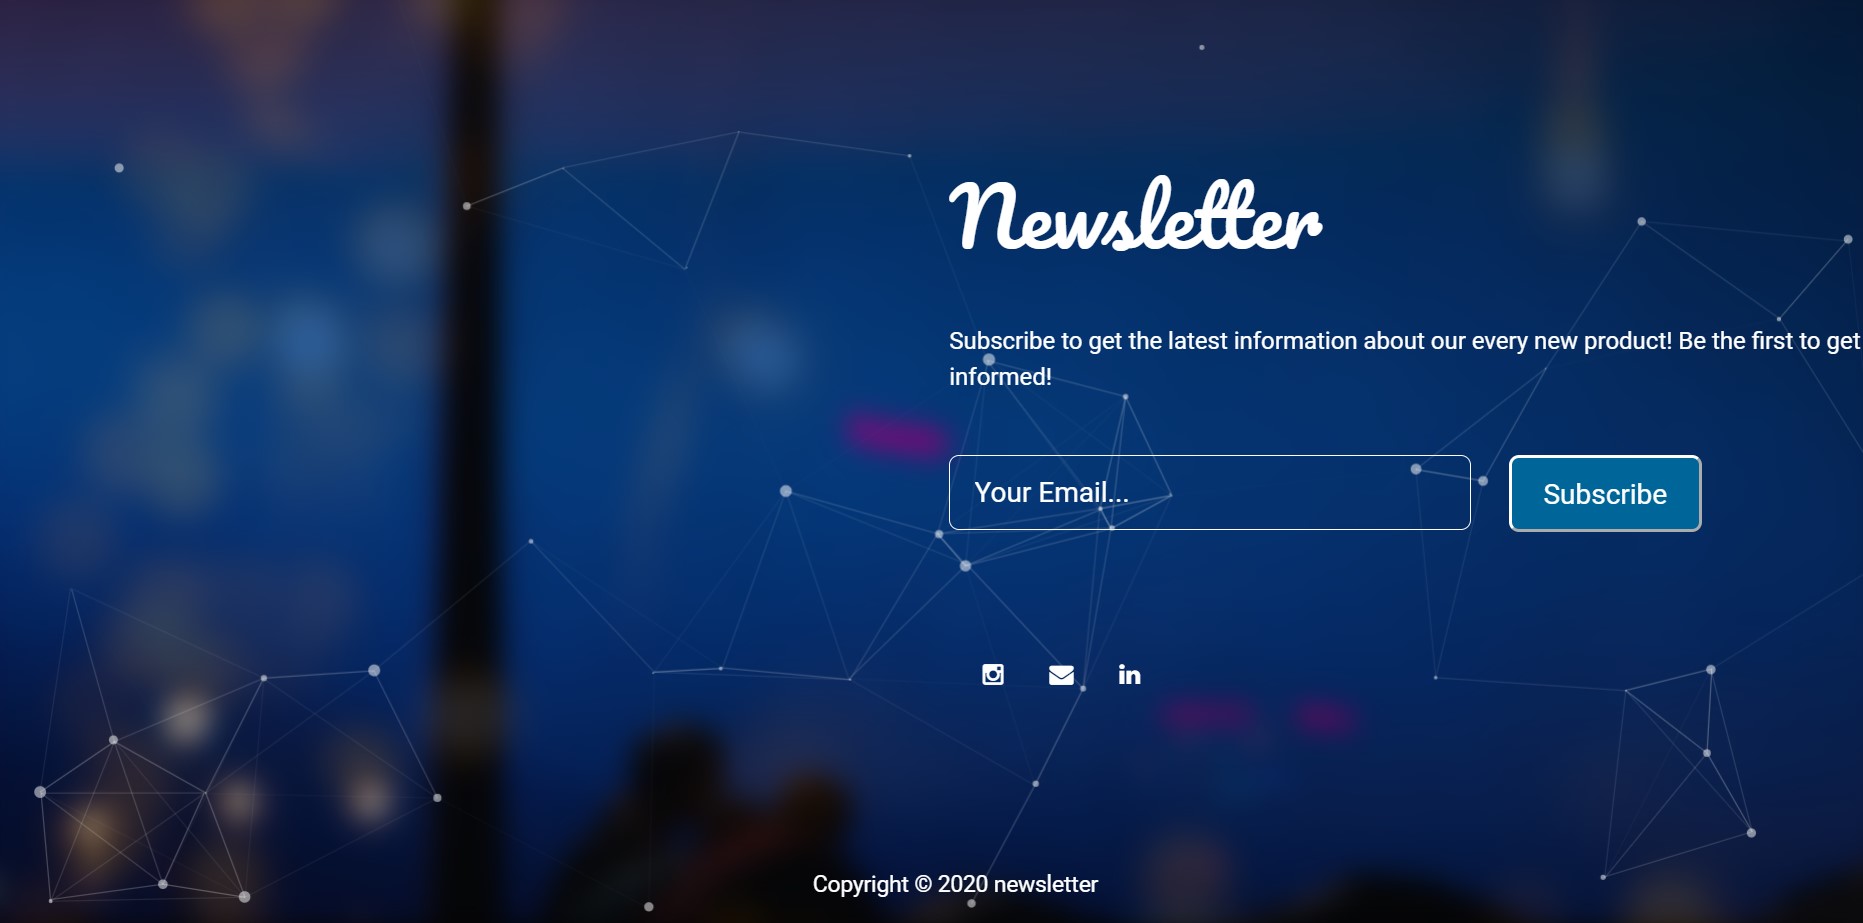 Newsletter
Subscribe to get the latest information about our every new product! Be the first to get
informed!
Your Email...
Subscribe
Copyright © 2020 newsletter